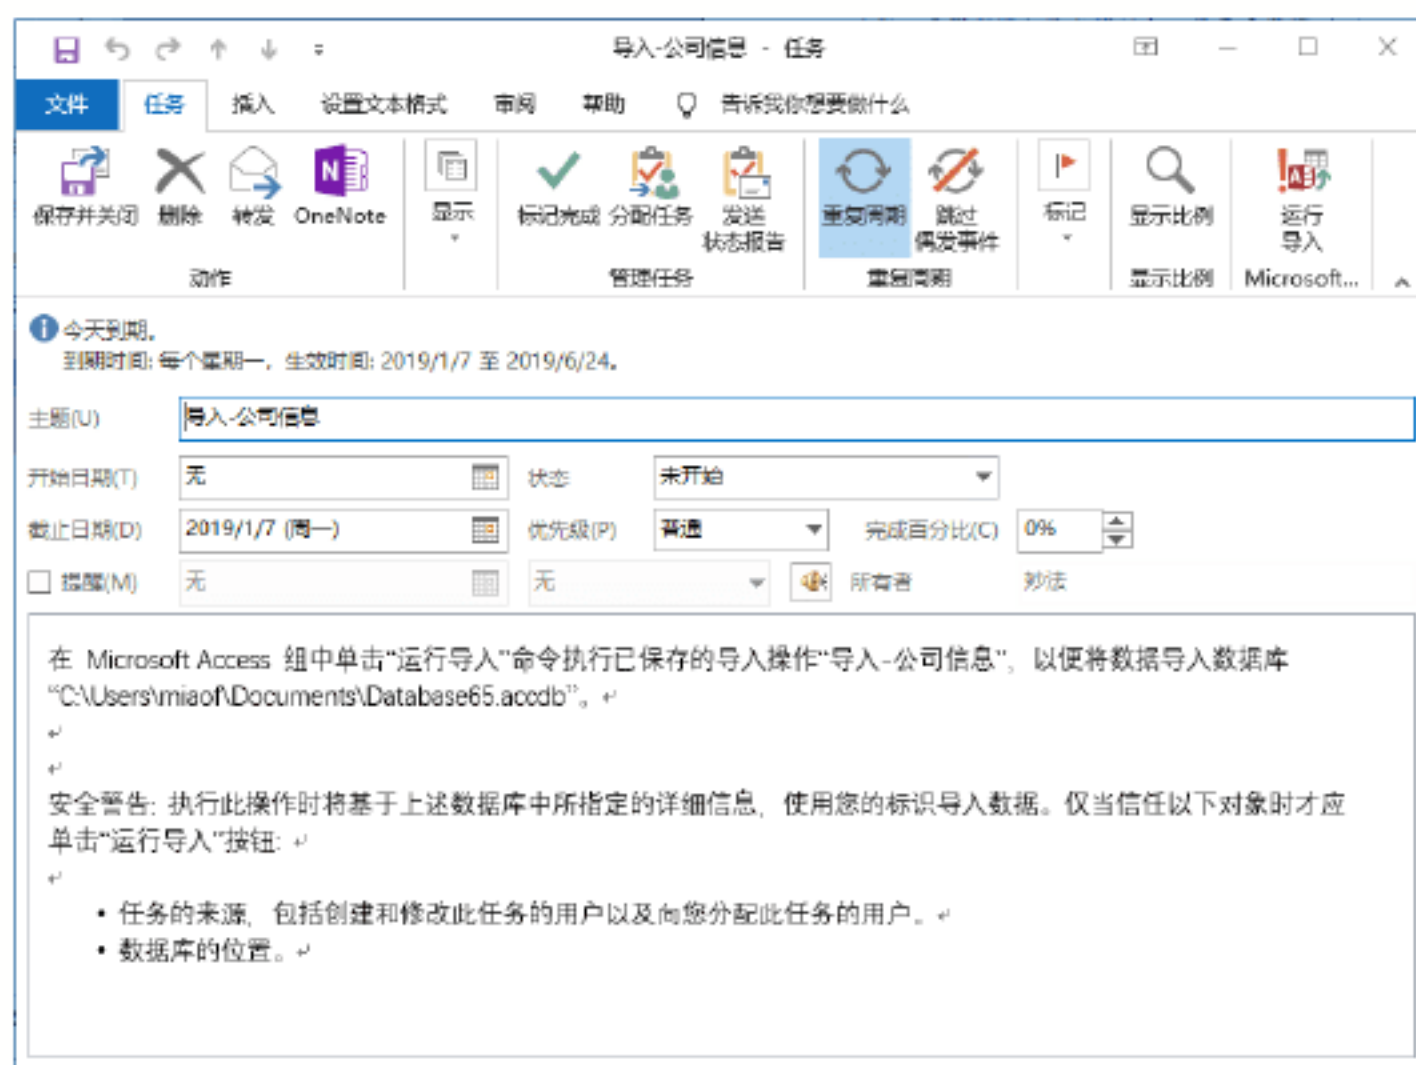 导入-公司信息 - 任务
文件 任务 插入 设置文本格式 审阅 帮助 告诉我你想要做什么
保存并关闭 删除 转发 OneNote 显示 标记完成 分配任务 发送 状态报告 重复周期 跳过 偶发事件 标记 显示比例 运行 导入
动作 管理任务 重复周期 显示比例 Microsoft...
今天到期。
到期时间: 每个星期一，生效时间: 2019/1/7 至 2019/6/24。
主题(U) 导入-公司信息
开始日期(T) 无 状态 未开始
截止日期(D) 2019/1/7 (周一) 优先级(P) 普通 完成百分比(C) 0%
提醒(M) 无 无 所有者 妙法
在 Microsoft Access 组中单击“运行导入”命令执行已保存的导入操作“导入-公司信息”，以便将数据导入数据库
“C:\Users\miaof\Documents\Database65.accdb”。
安全警告: 执行此操作时将基于上述数据库中所指定的详细信息，使用您的标识导入数据。仅当信任以下对象时才应
单击“运行导入”按钮:
• 任务的来源，包括创建和修改此任务的用户以及向您分配此任务的用户。
• 数据库的位置。